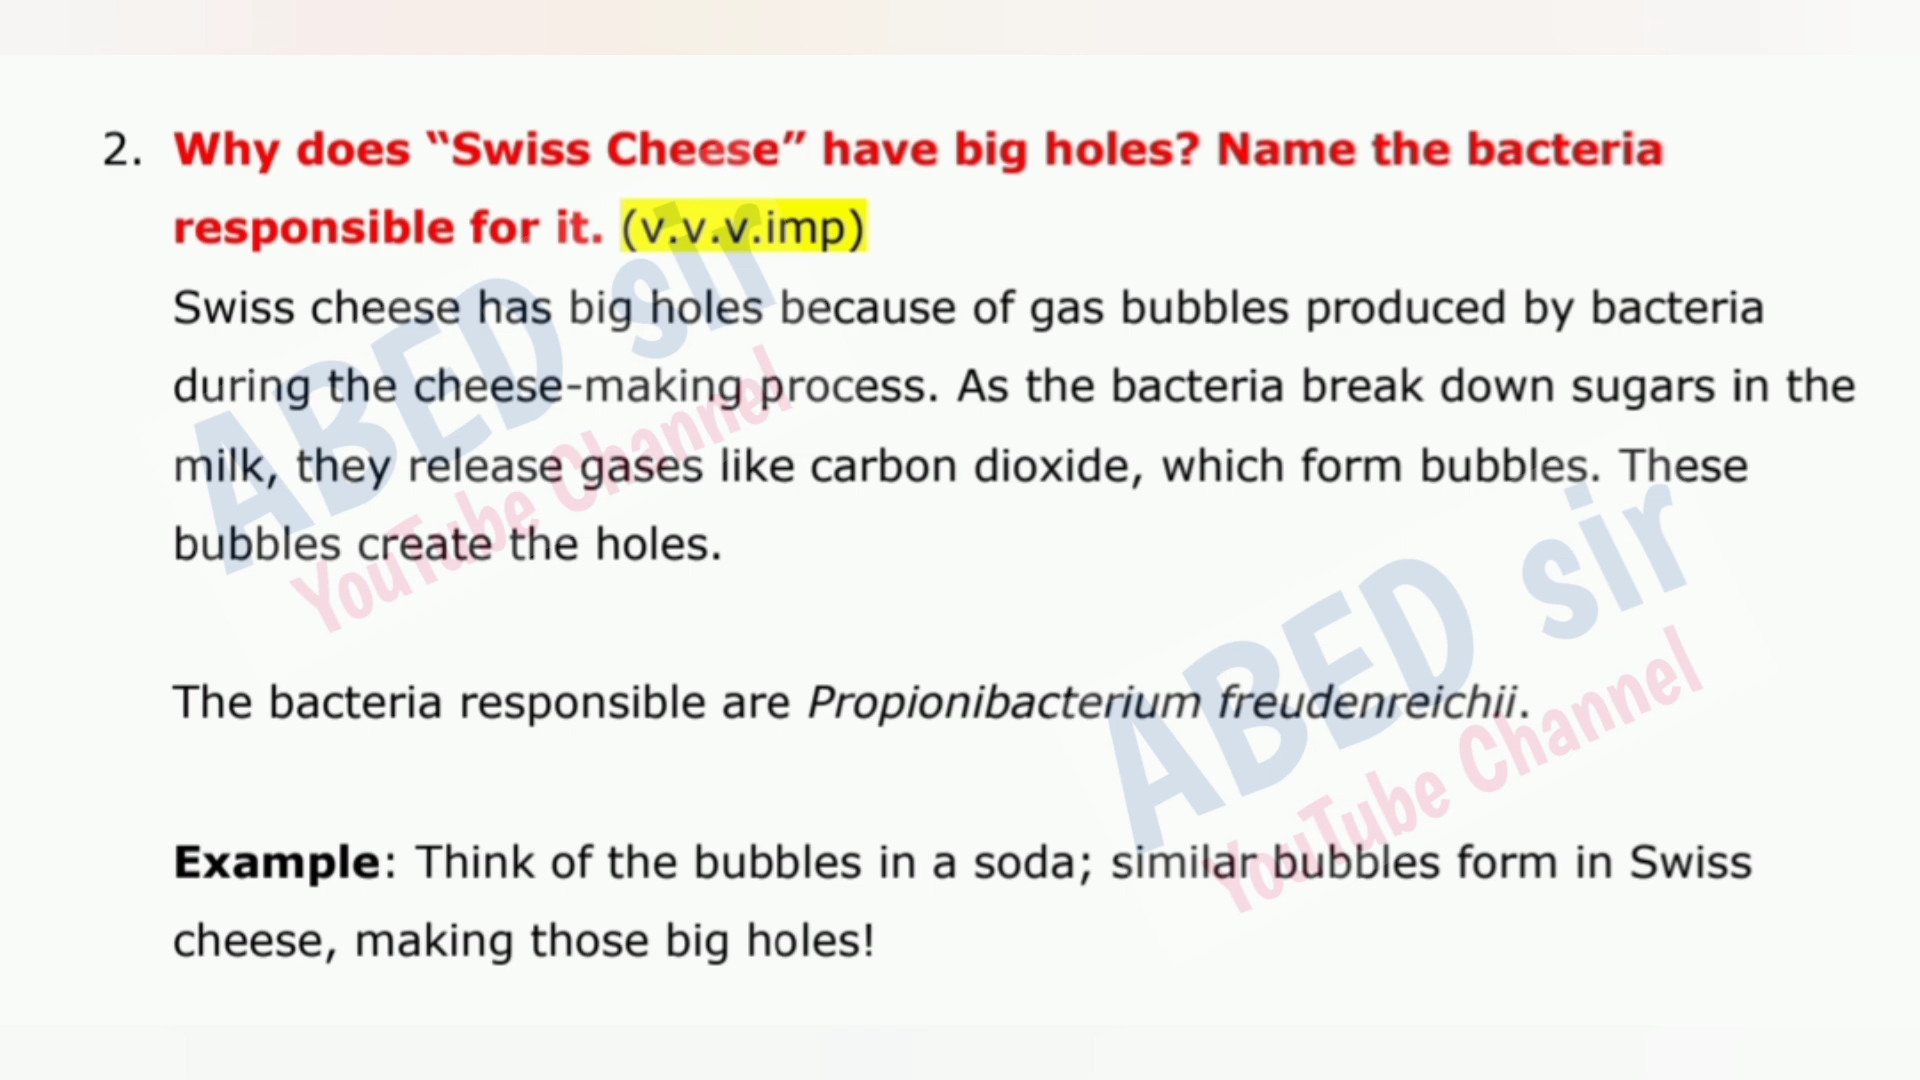 2. Why does “Swiss Cheese” have big holes? Name the bacteria
responsible for it. (v.v.v.imp)
Swiss cheese has big holes because of gas bubbles produced by bacteria
during the cheese-making process. As the bacteria break down sugars in the
milk, they release gases like carbon dioxide, which form bubbles. These
bubbles create the holes.
The bacteria responsible are Propionibacterium freudenreichii.
Example: Think of the bubbles in a soda; similar bubbles form in Swiss
cheese, making those big holes!
ABED sir
YouTube Channel
ABED sir
YouTube Channel